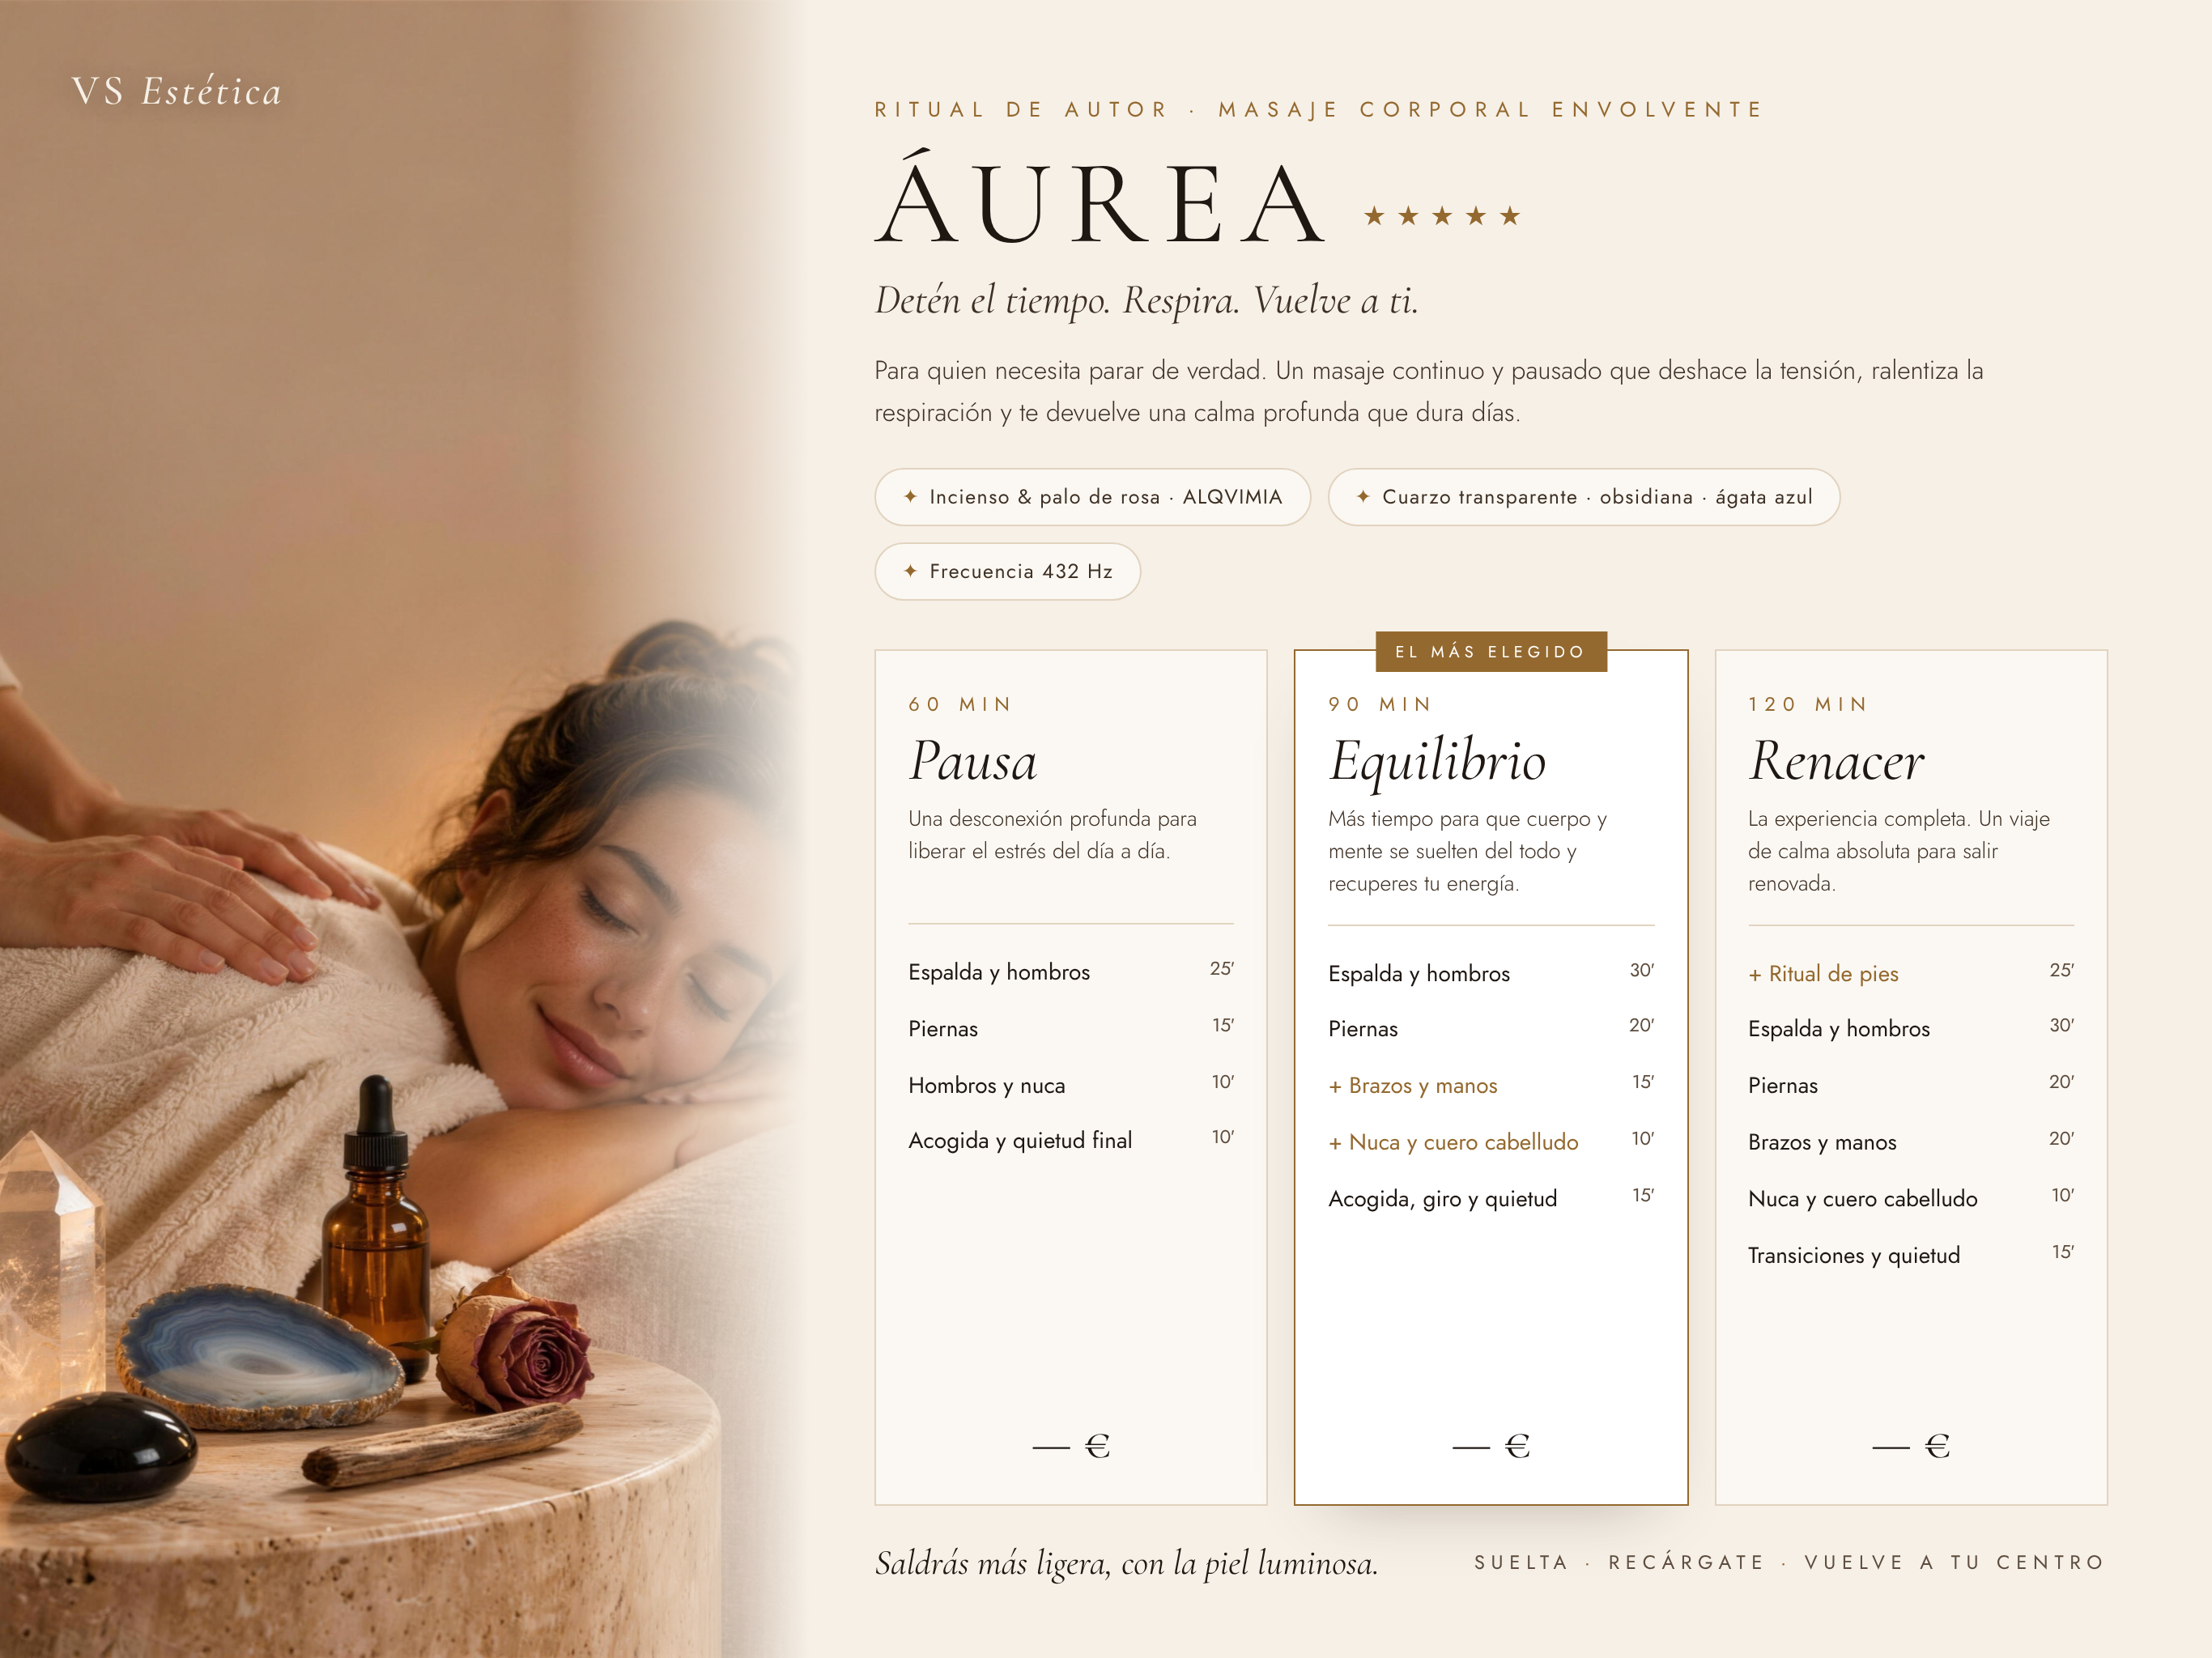 VS Estética
RITUAL DE AUTOR · MASAJE CORPORAL ENVOLVENTE
ÁUREA ★ ★ ★ ★ ★
Detén el tiempo. Respira. Vuelve a ti.
Para quien necesita parar de verdad. Un masaje continuo y pausado que deshace la tensión, ralentiza la
respiración y te devuelve una calma profunda que dura días.
✦ Incienso & palo de rosa · ALQVIMIA
✦ Cuarzo transparente · obsidiana · ágata azul
✦ Frecuencia 432 Hz
60 MIN
Pausa
Una desconexión profunda para
liberar el estrés del día a día.
Espalda y hombros 25'
Piernas 15'
Hombros y nuca 10'
Acogida y quietud final 10'
— €
EL MÁS ELEGIDO
90 MIN
Equilibrio
Más tiempo para que cuerpo y
mente se suelten del todo y
recuperes tu energía.
Espalda y hombros 30'
Piernas 20'
+ Brazos y manos 15'
+ Nuca y cuero cabelludo 10'
Acogida, giro y quietud 15'
— €
120 MIN
Renacer
La experiencia completa. Un viaje
de calma absoluta para salir
renovada.
+ Ritual de pies 25'
Espalda y hombros 30'
Piernas 20'
Brazos y manos 20'
Nuca y cuero cabelludo 10'
Transiciones y quietud 15'
— €
Saldrás más ligera, con la piel luminosa.
SUELTA · RECÁRGATE · VUELVE A TU CENTRO